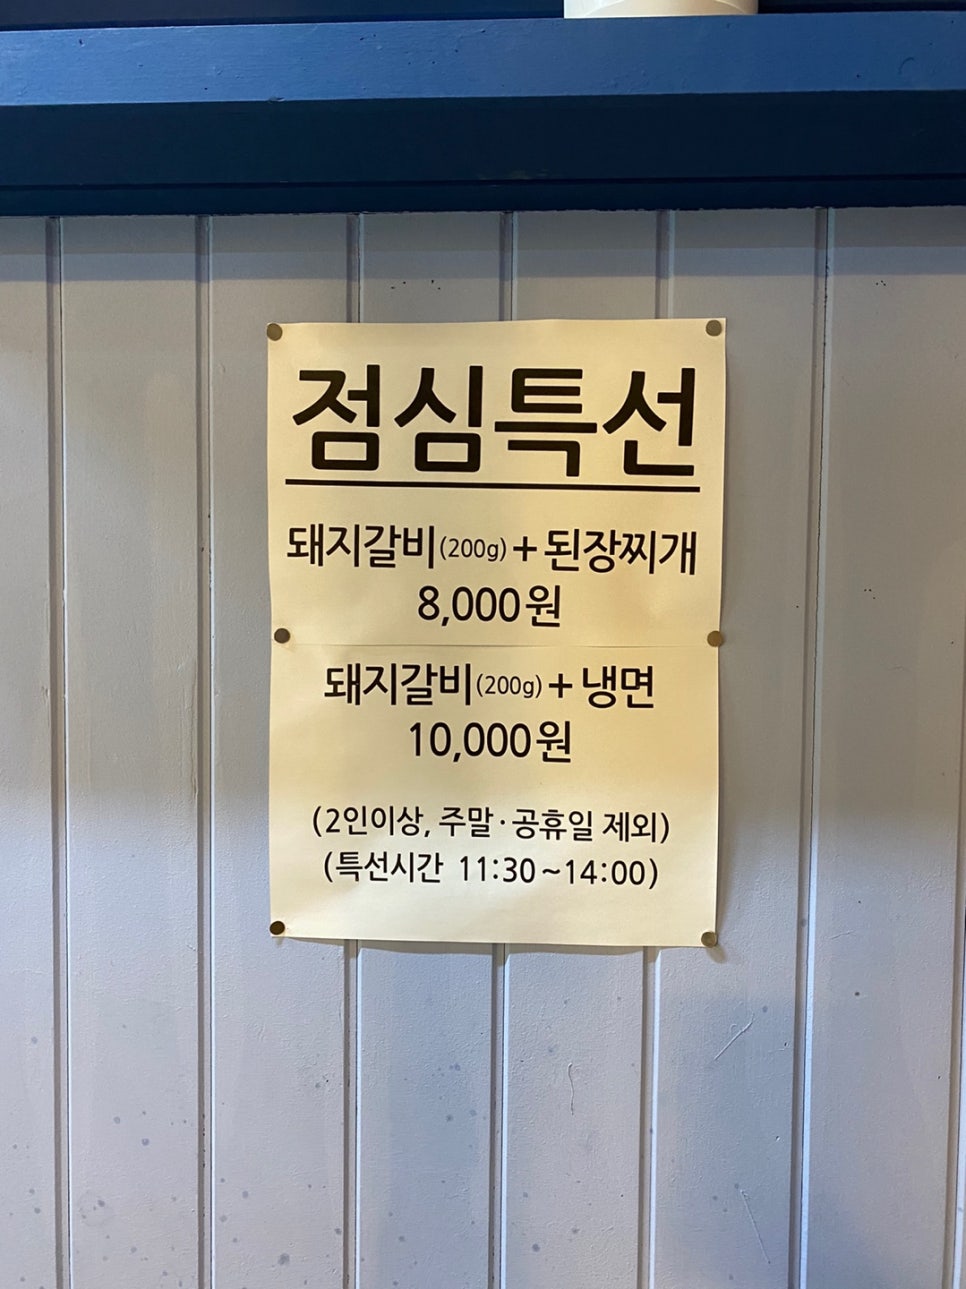 점심특선
돼지갈비(200g)+된장찌개
8,000원
돼지갈비(200g)+냉면
10,000원
(2인이상, 주말·공휴일 제외)
(특선시간 11:30~14:00)